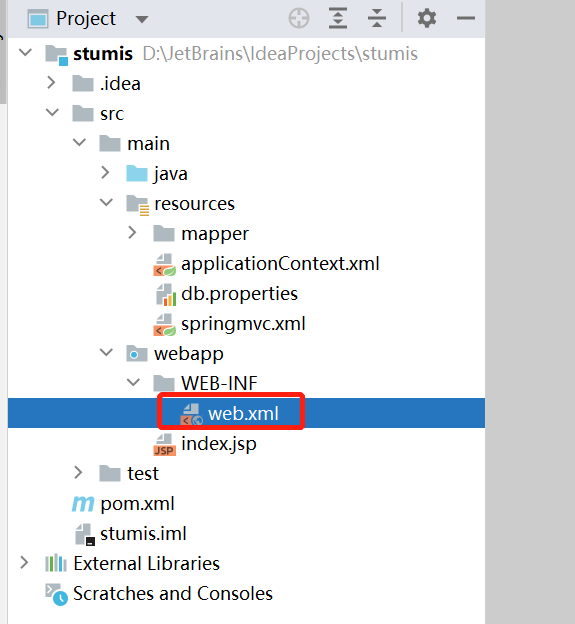 Project
stumis D:\JetBrains\IdeaProjects\stumis
.idea
src
main
java
resources
mapper
applicationContext.xml
db.properties
springmvc.xml
webapp
WEB-INF
web.xml
index.jsp
test
pom.xml
stumis.iml
External Libraries
Scratches and Consoles